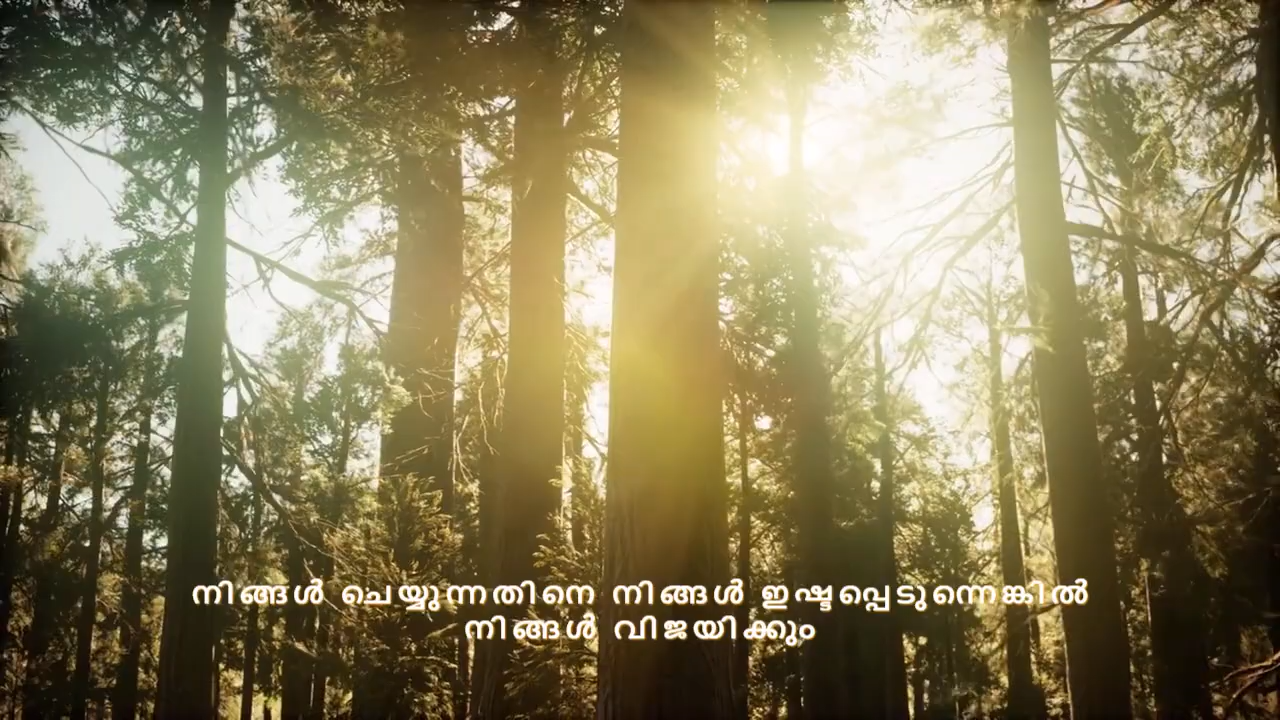 നിങ്ങൾ ചെയ്യുന്നതിനെ നിങ്ങൾ ഇഷ്ടപ്പെടുന്നെങ്കിൽ
നിങ്ങൾ വിജയിക്കും